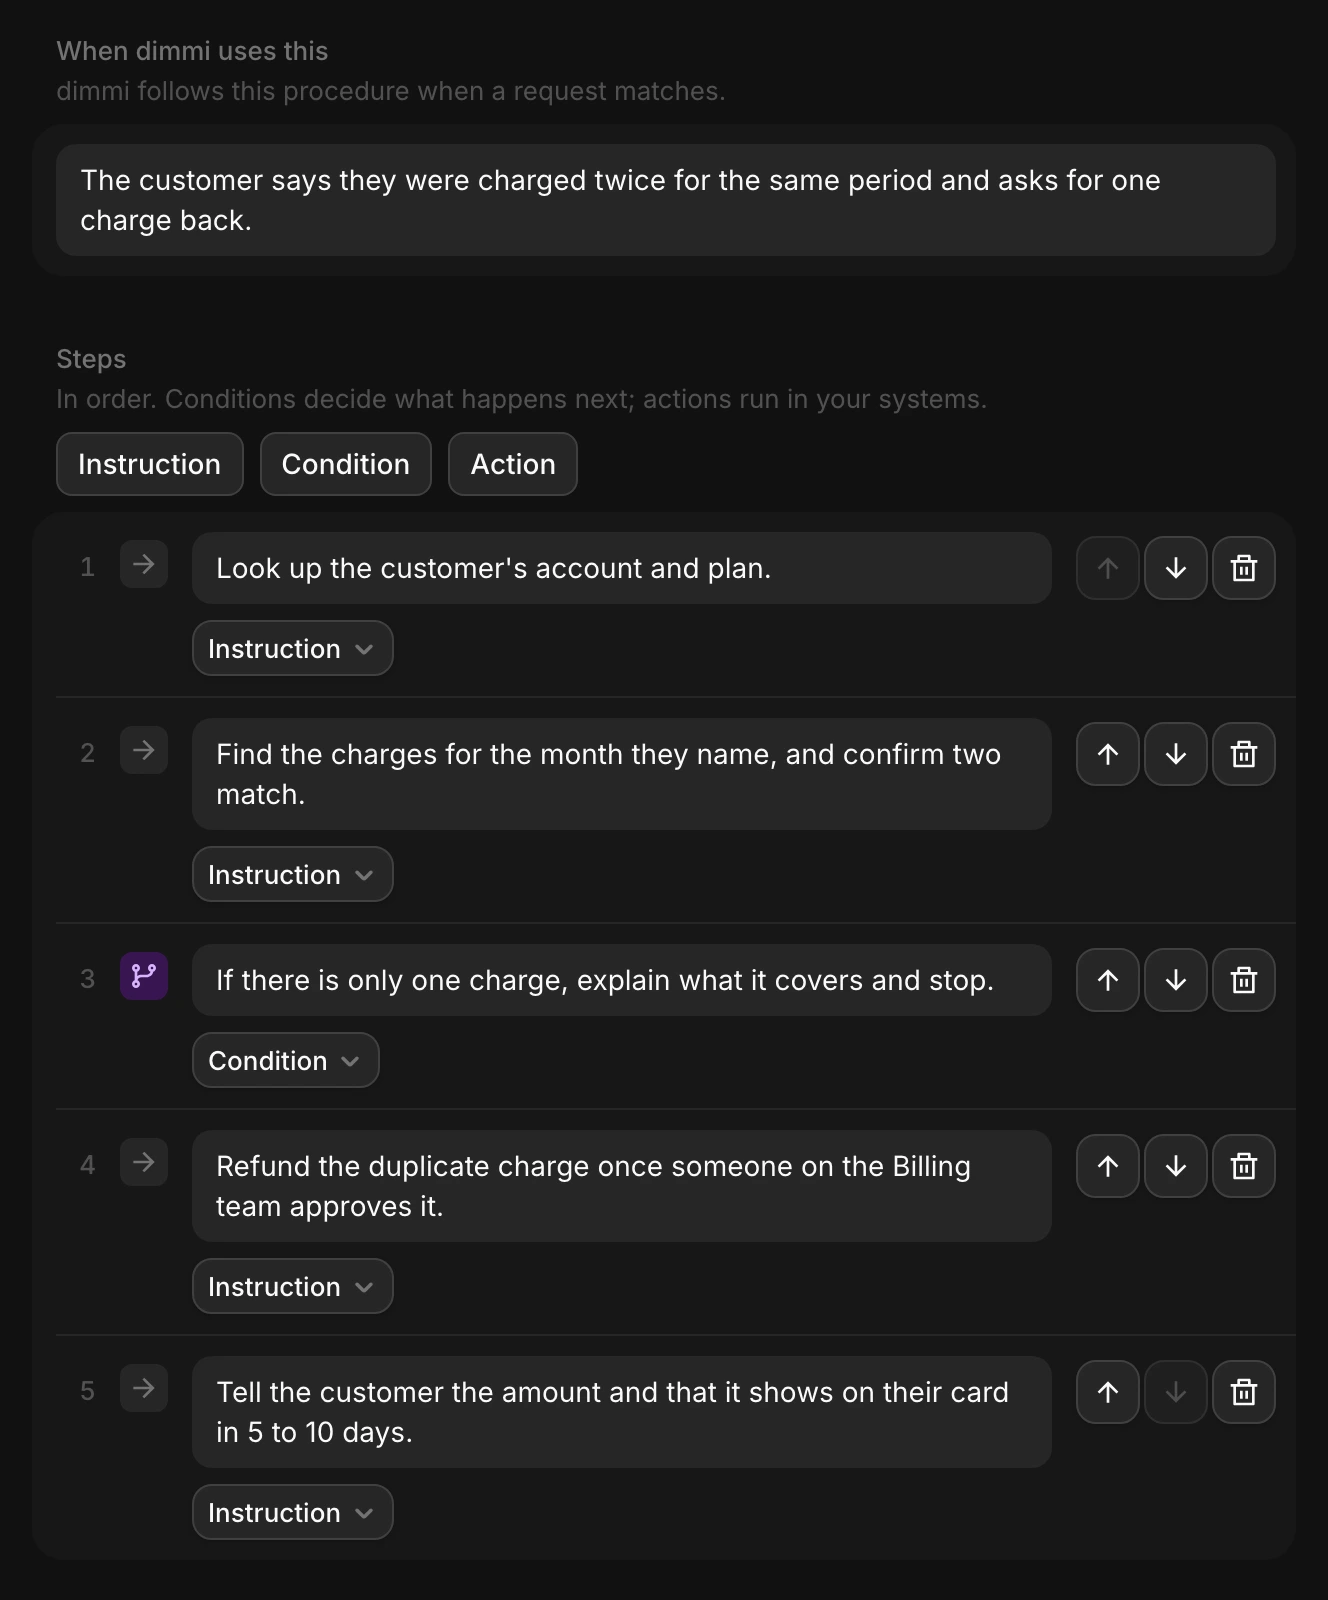 When dimmi uses this
dimmi follows this procedure when a request matches.
The customer says they were charged twice for the same period and asks for one
charge back.
Steps
In order. Conditions decide what happens next; actions run in your systems.
Instruction Condition Action
1 Look up the customer's account and plan.
Instruction
2 Find the charges for the month they name, and confirm two
match.
Instruction
3 If there is only one charge, explain what it covers and stop.
Condition
4 Refund the duplicate charge once someone on the Billing
team approves it.
Instruction
5 Tell the customer the amount and that it shows on their card
in 5 to 10 days.
Instruction